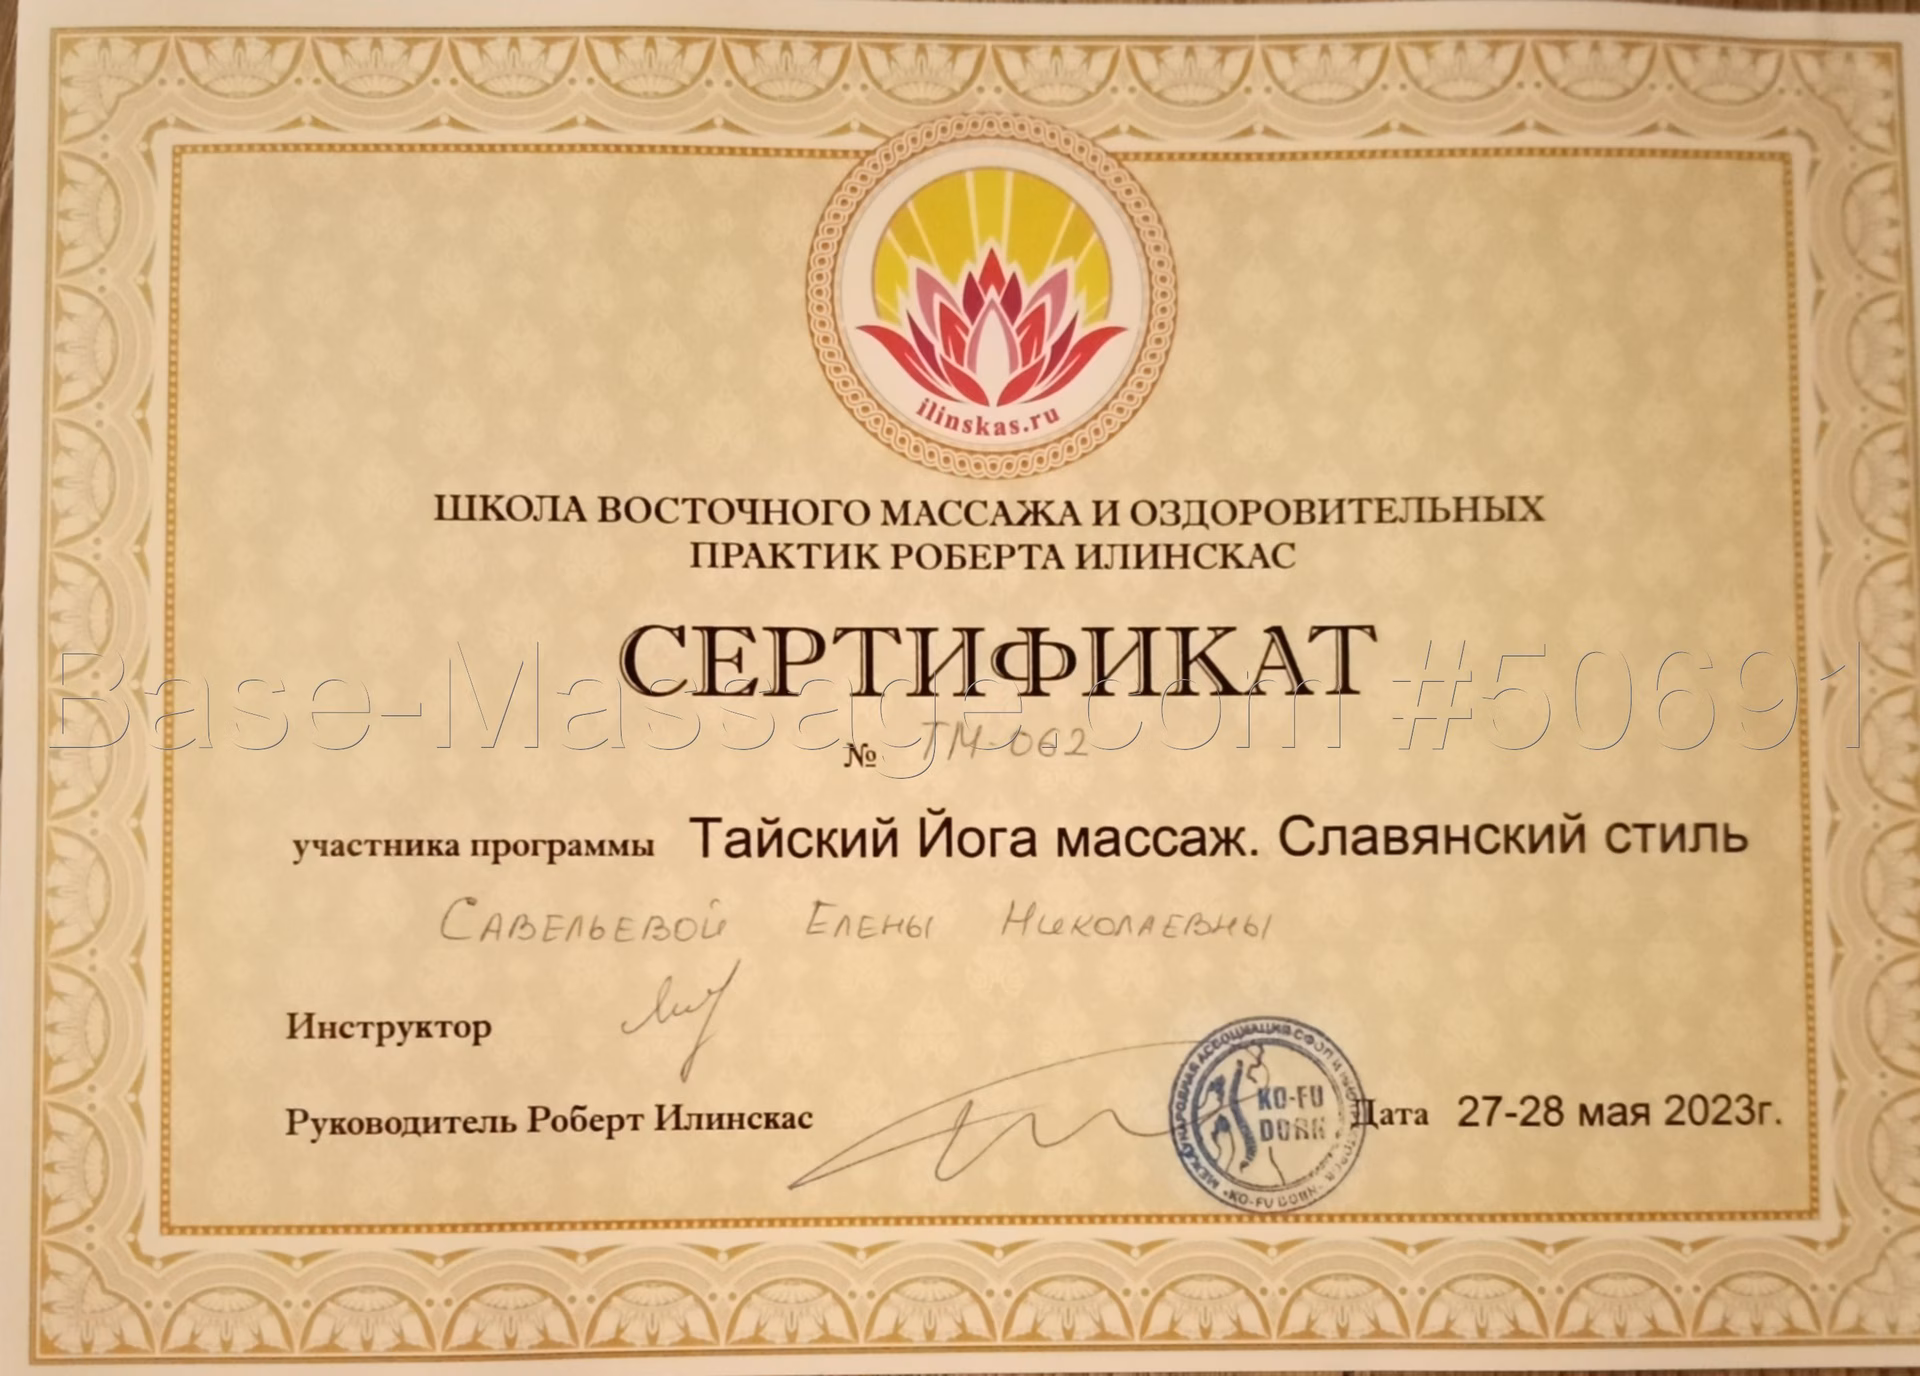 ilinskas.ru
ШКОЛА ВОСТОЧНОГО МАССАЖА И ОЗДОРОВИТЕЛЬНЫХ
ПРАКТИК РОБЕРТА ИЛИНСКАС
СЕРТИФИКАТ
Base-Massage.com #50691
№ ТМ-062
участника программы Тайский Йога массаж. Славянский стиль
Савельевой Елены Николаевны
Инструктор
Руководитель Роберт Илинскас
МЕЖДУНАРОДНАЯ АССОЦИАЦИЯ
KO-FU
DORN
Дата 27-28 мая 2023г.